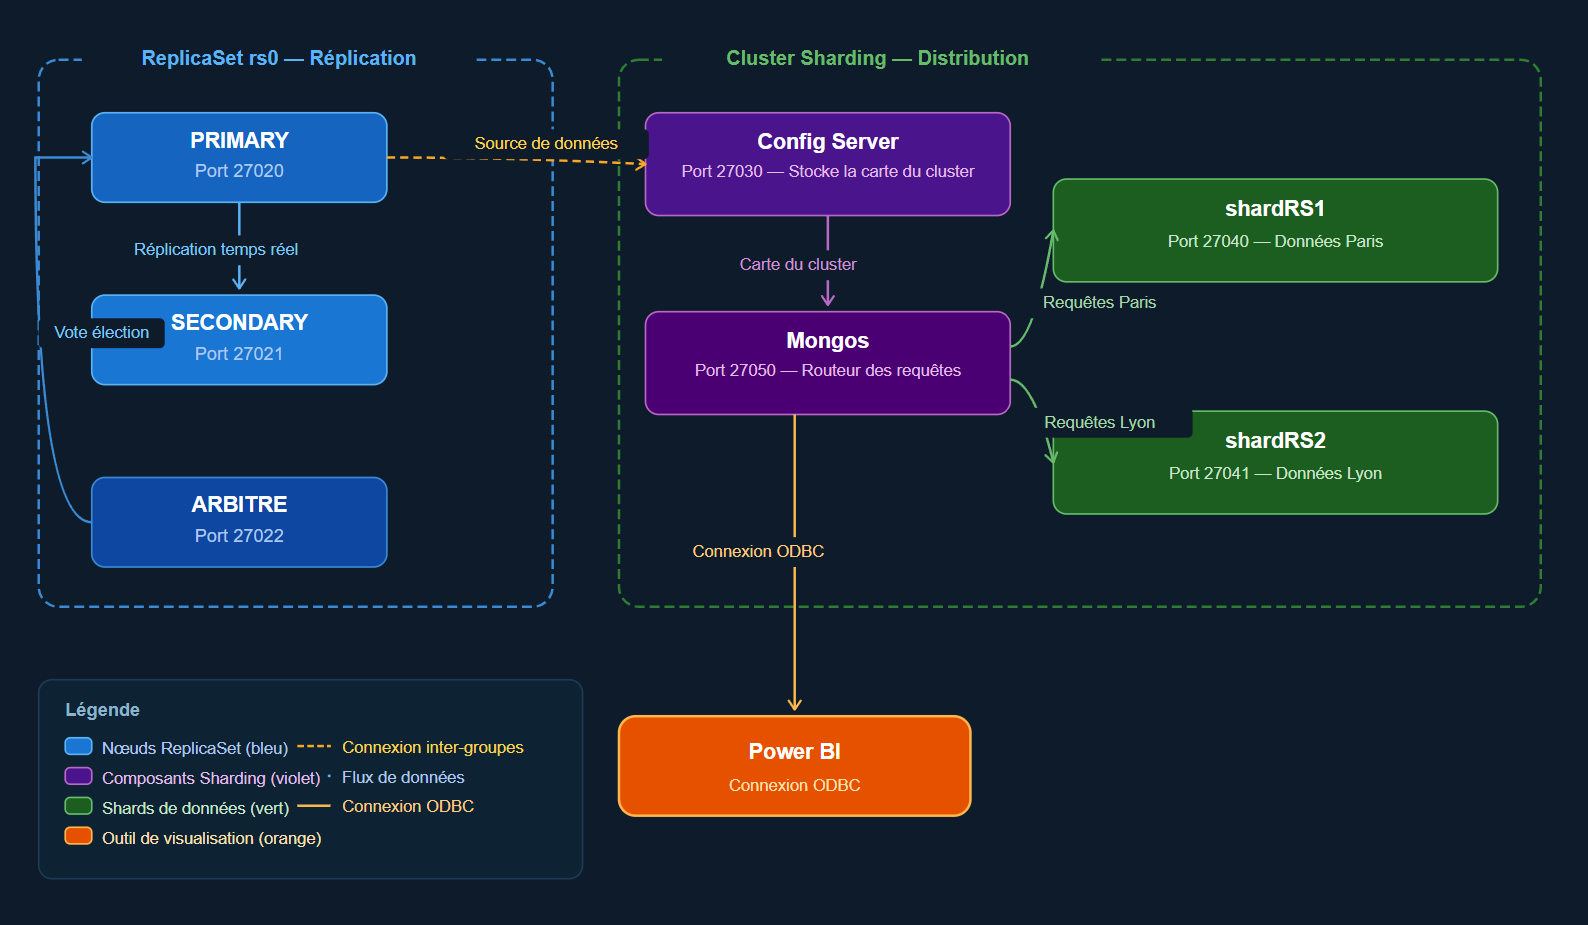 ReplicaSet rs0 — Réplication
PRIMARY
Port 27020
Réplication temps réel
SECONDARY
Port 27021
Vote élection
ARBITRE
Port 27022
Source de données
Cluster Sharding — Distribution
Config Server
Port 27030 — Stocke la carte du cluster
Carte du cluster
Mongos
Port 27050 — Routeur des requêtes
shardRS1
Port 27040 — Données Paris
Requêtes Paris
Requêtes Lyon
shardRS2
Port 27041 — Données Lyon
Connexion ODBC
Power BI
Connexion ODBC
Légende
Nœuds ReplicaSet (bleu)
Connexion inter-groupes
Composants Sharding (violet)
Flux de données
Shards de données (vert)
Connexion ODBC
Outil de visualisation (orange)